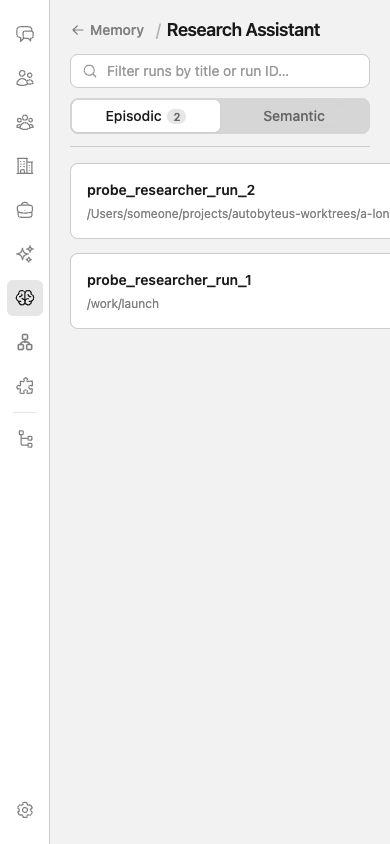 ← Memory / Research Assistant
Filter runs by title or run ID...
Episodic 2 Semantic
probe_researcher_run_2
/Users/someone/projects/autobyteus-worktrees/a-lon
probe_researcher_run_1
/work/launch